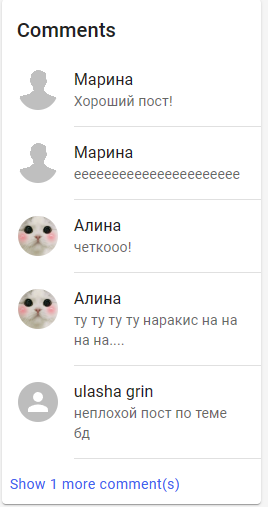 Comments
Марина
Хороший пост!
Марина
еееееееееееееееееееееее
Алина
четкооо!
Алина
ту ту ту ту наракис на на
на на....
ulasha grin
неплохой пост по теме
бд
Show 1 more comment(s)